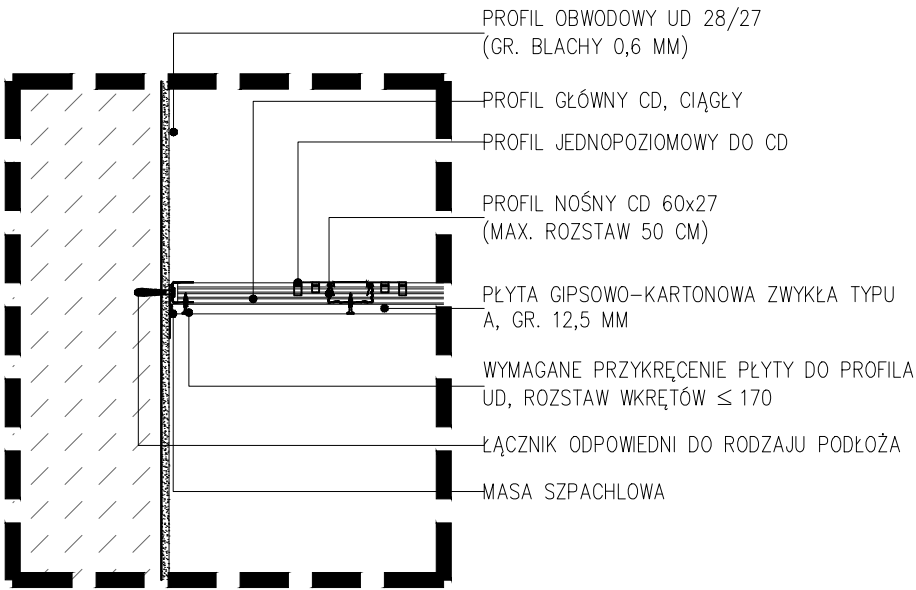 PROFIL OBWODOWY UD 28/27
(GR. BLACHY 0,6 MM)
PROFIL GŁÓWNY CD, CIĄGŁY
PROFIL JEDNOPOZIOMOWY DO CD
PROFIL NOŚNY CD 60x27
(MAX. ROZSTAW 50 CM)
PŁYTA GIPSOWO-KARTONOWA ZWYKŁA TYPU
A, GR. 12,5 MM
WYMAGANE PRZYKRĘCENIE PŁYTY DO PROFILA
UD, ROZSTAW WKRĘTÓW ≤ 170
ŁĄCZNIK ODPOWIEDNI DO RODZAJU PODŁOŻA
MASA SZPACHLOWA